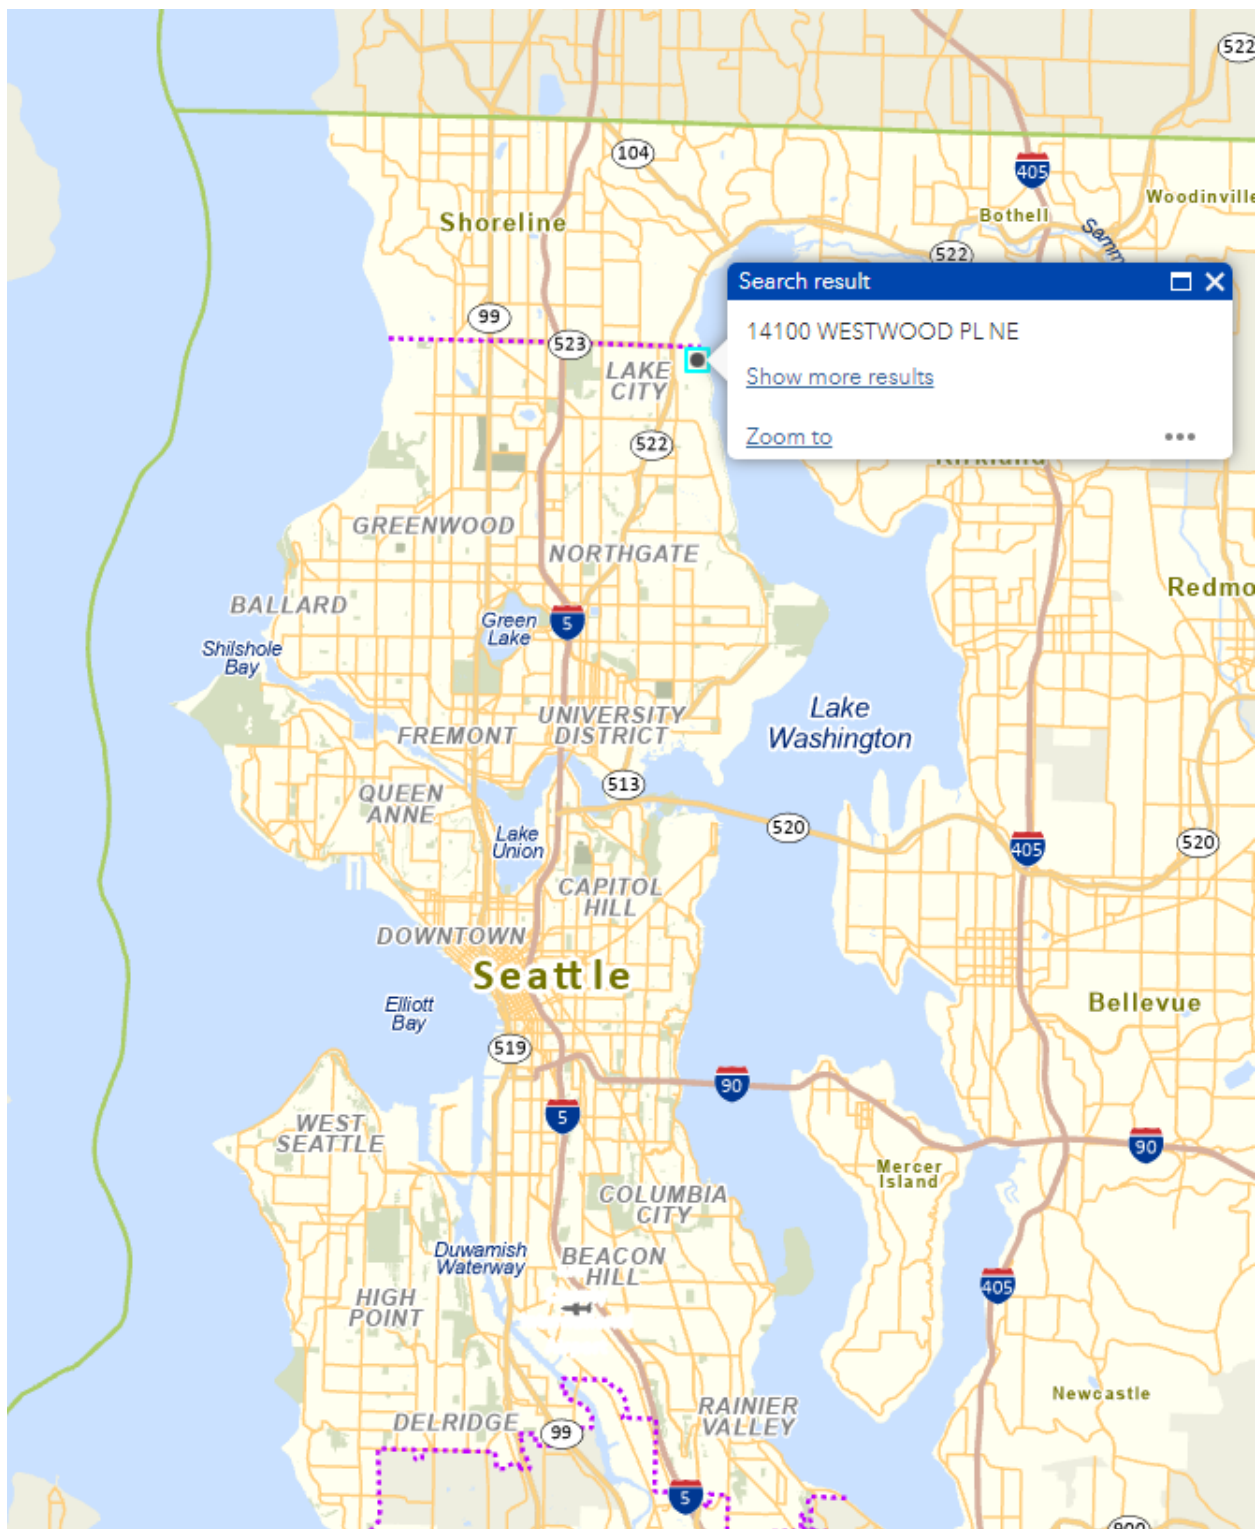 522
104
405
Woodinville
Shoreline
Bothell
Samm
522
Search result
14100 WESTWOOD PL NE
Show more results
Zoom to
99
523
LAKE
CITY
522
Kirkland
GREENWOOD
NORTHGATE
BALLARD
Green
Lake
5
Redmo
Shilshole
Bay
Lake
Washington
UNIVERSITY
DISTRICT
FREMONT
513
QUEEN
ANNE
520
Lake
Union
405
520
CAPITOL
HILL
DOWNTOWN
Seattle
Elliott
Bay
Bellevue
519
90
5
WEST
SEATTLE
90
Mercer
Island
COLUMBIA
CITY
Duwamish
Waterway
BEACON
HILL
405
HIGH
POINT
Newcastle
RAINIER
VALLEY
DELRIDGE
99
5
900